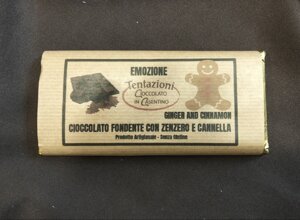 EMOZIONE
Tentazioni
CIOCCOLATO
IN CASENTINO
GINGER AND CINNAMON
CIOCCOLATO FONDENTE CON ZENZERO E CANNELLA
Prodotto Artigianale - Senza Glutine